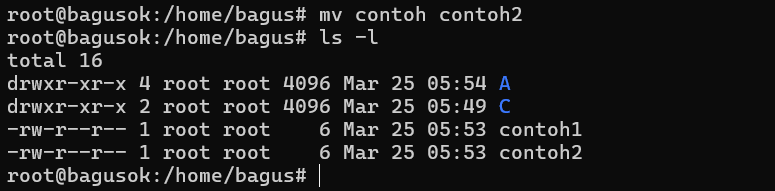 root@bagusok:/home/bagus# mv contoh contoh2
root@bagusok:/home/bagus# ls -l
total 16
drwxr-xr-x 4 root root 4096 Mar 25 05:54 A
drwxr-xr-x 2 root root 4096 Mar 25 05:49 C
-rw-r--r-- 1 root root    6 Mar 25 05:53 contoh1
-rw-r--r-- 1 root root    6 Mar 25 05:53 contoh2
root@bagusok:/home/bagus#